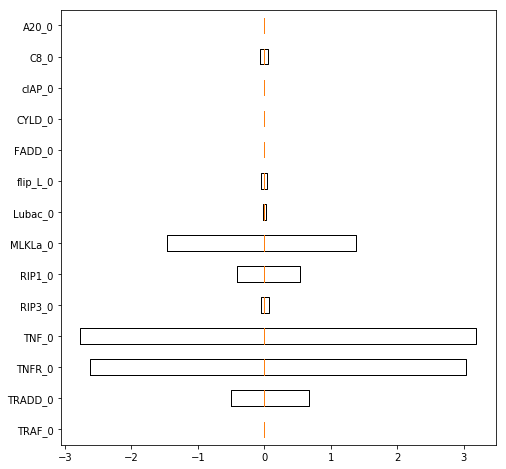 A20_0
C8_0
cIAP_0
CYLD_0
FADD_0
flip_L_0
Lubac_0
MLKLa_0
RIP1_0
RIP3_0
TNF_0
TNFR_0
TRADD_0
TRAF_0
−3 −2 −1 0 1 2 3